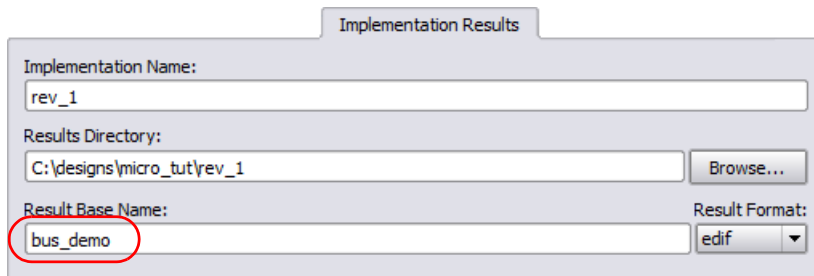 Implementation Results
Implementation Name:
rev_1
Results Directory:
C:\designs\micro_tut\rev_1 Browse...
Result Base Name: Result Format:
bus_demo edif